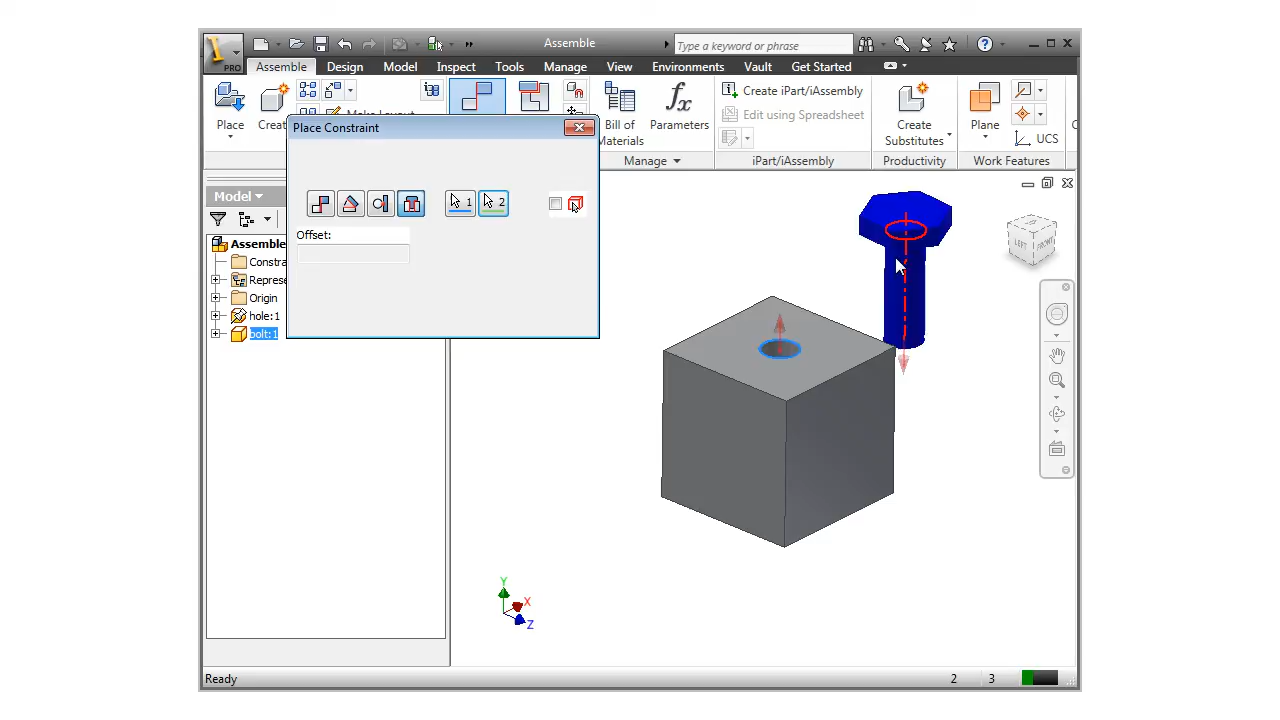 PRO
Assemble
Type a keyword or phrase
Assemble Design Model Inspect Tools Manage View Environments Vault Get Started
Place
Bill of
Materials
Parameters
Create iPart/iAssembly
Edit using Spreadsheet
Create
Substitutes
Plane
UCS
Manage
iPart/iAssembly
Productivity
Work Features
Place Constraint
1
2
Offset:
Model
Assemble
Origin
hole:1
bolt:1
LEFT
FRONT
Y
X
Z
Ready
2
3